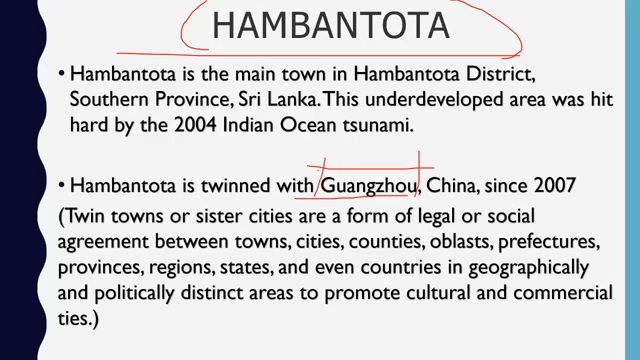 HAMBANTOTA
• Hambantota is the main town in Hambantota District,
Southern Province, Sri Lanka. This underdeveloped area was hit
hard by the 2004 Indian Ocean tsunami.
• Hambantota is twinned with Guangzhou, China, since 2007
(Twin towns or sister cities are a form of legal or social
agreement between towns, cities, counties, oblasts, prefectures,
provinces, regions, states, and even countries in geographically
and politically distinct areas to promote cultural and commercial
ties.)